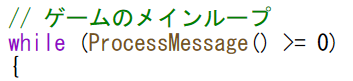 // ゲームのメインループ
while (ProcessMessage() >= 0)
{